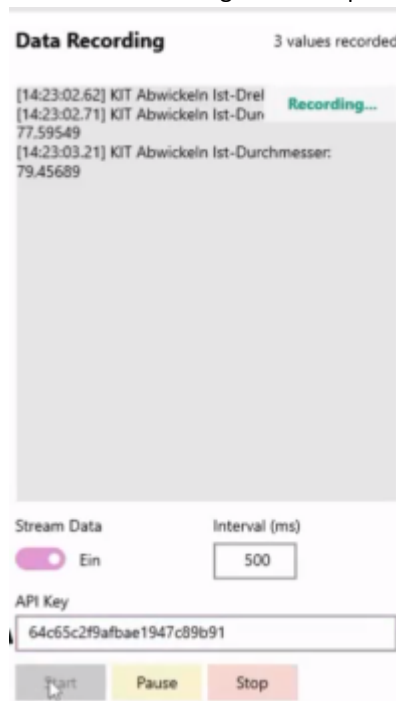 Data Recording 3 values recorded
[14:23:02.62] KIT Abwickeln Ist-Drel
Recording...
[14:23:02.71] KIT Abwickeln Ist-Dur
77.59549
[14:23:03.21] KIT Abwickeln Ist-Durchmesser:
79.45689
Stream Data Interval (ms)
Ein 500
API Key
64c65c2f9afbae1947c89b91
Start Pause Stop